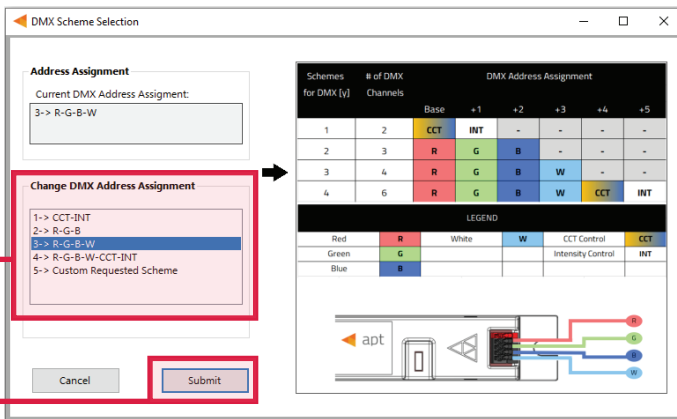 DMX Scheme Selection
Address Assignment
Current DMX Address Assigment:
3-> R-G-B-W
Change DMX Address Assignment
1-> CCT-INT
2-> R-G-B
3-> R-G-B-W
4-> R-G-B-W-CCT-INT
5-> Custom Requested Scheme
Cancel
Submit
Schemes # of DMX DMX Address Assignment
for DMX [y] Channels
Base +1 +2 +3 +4 +5
1 2 CCT INT - - - -
2 3 R G B - - -
3 4 R G B W - -
4 6 R G B W CCT INT
LEGEND
Red R White W CCT Control CCT
Green G Intensity Control INT
Blue B
apt
R
G
B
W